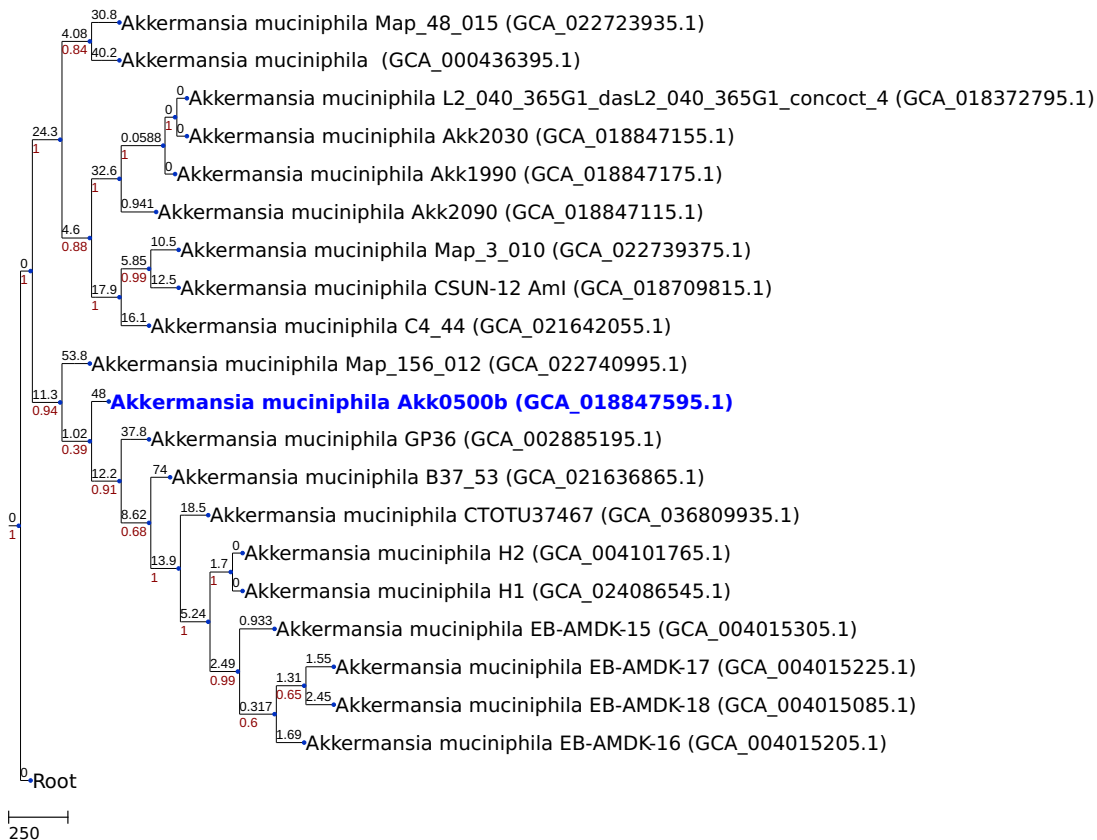 30.8
Akkermansia muciniphila Map_48_015 (GCA_022723935.1)
4.08
0.84
40.2
Akkermansia muciniphila  (GCA_000436395.1)
24.3
1
0
Akkermansia muciniphila L2_040_365G1_dasL2_040_365G1_concoct_4 (GCA_018372795.1)
0
1
0
Akkermansia muciniphila Akk2030 (GCA_018847155.1)
0.0588
1
0
Akkermansia muciniphila Akk1990 (GCA_018847175.1)
32.6
1
0.941
Akkermansia muciniphila Akk2090 (GCA_018847115.1)
4.6
0.88
10.5
Akkermansia muciniphila Map_3_010 (GCA_022739375.1)
5.85
0.99
12.5
Akkermansia muciniphila CSUN-12 AmI (GCA_018709815.1)
17.9
1
16.1
Akkermansia muciniphila C4_44 (GCA_021642055.1)
0
1
53.8
Akkermansia muciniphila Map_156_012 (GCA_022740995.1)
11.3
0.94
48
Akkermansia muciniphila Akk0500b (GCA_018847595.1)
1.02
0.39
37.8
Akkermansia muciniphila GP36 (GCA_002885195.1)
12.2
0.91
74
Akkermansia muciniphila B37_53 (GCA_021636865.1)
8.62
0.68
18.5
Akkermansia muciniphila CTOTU37467 (GCA_036809935.1)
13.9
1
0
Akkermansia muciniphila H2 (GCA_004101765.1)
1.7
1
0
Akkermansia muciniphila H1 (GCA_024086545.1)
5.24
1
0.933
Akkermansia muciniphila EB-AMDK-15 (GCA_004015305.1)
2.49
0.99
1.55
Akkermansia muciniphila EB-AMDK-17 (GCA_004015225.1)
1.31
0.65
2.45
Akkermansia muciniphila EB-AMDK-18 (GCA_004015085.1)
0.317
0.6
1.69
Akkermansia muciniphila EB-AMDK-16 (GCA_004015205.1)
0
1
0
Root
250